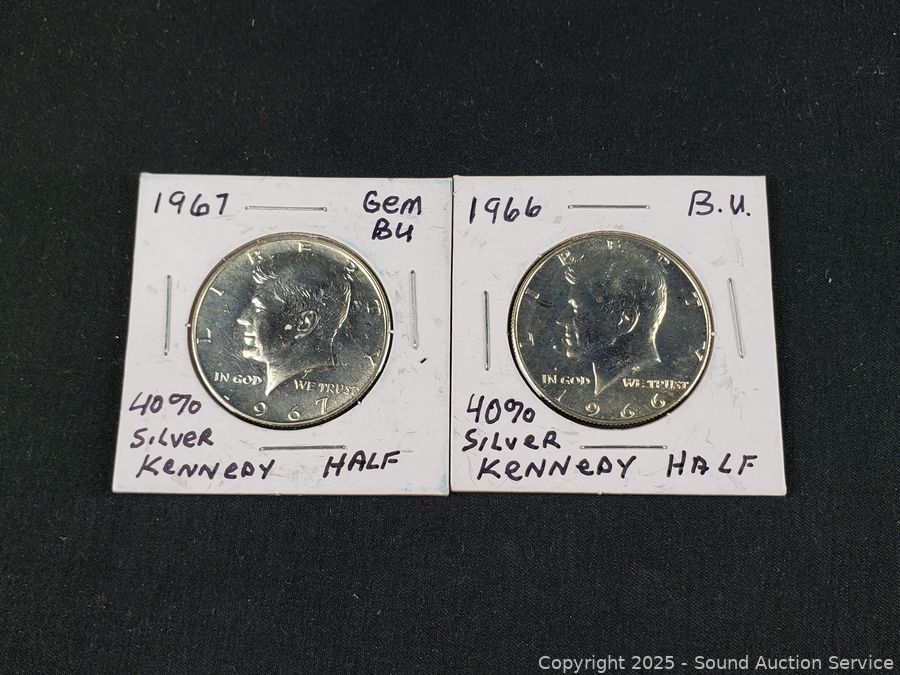 1967
Gem
BU
LIBERTY
IN GOD WE TRUST
1967
40%
SILVER
KENNEDY HALF
1966
B.U.
LIBERTY
IN GOD WE TRUST
1966
40%
SILVER
KENNEDY HALF
Copyright 2025 - Sound Auction Service